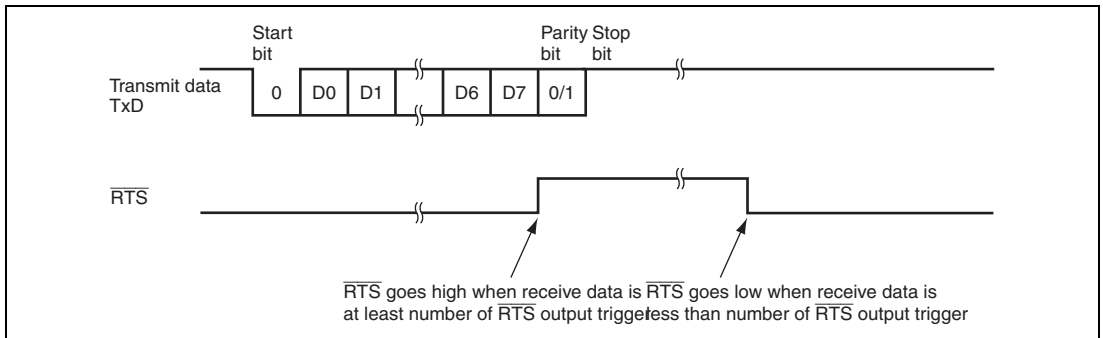 Start
bit
Parity Stop
bit bit
Transmit data
TxD
0 D0 D1 D6 D7 0/1
RTS
RTS goes high when receive data is
at least number of RTS output trigger
RTS goes low when receive data is
less than number of RTS output trigger